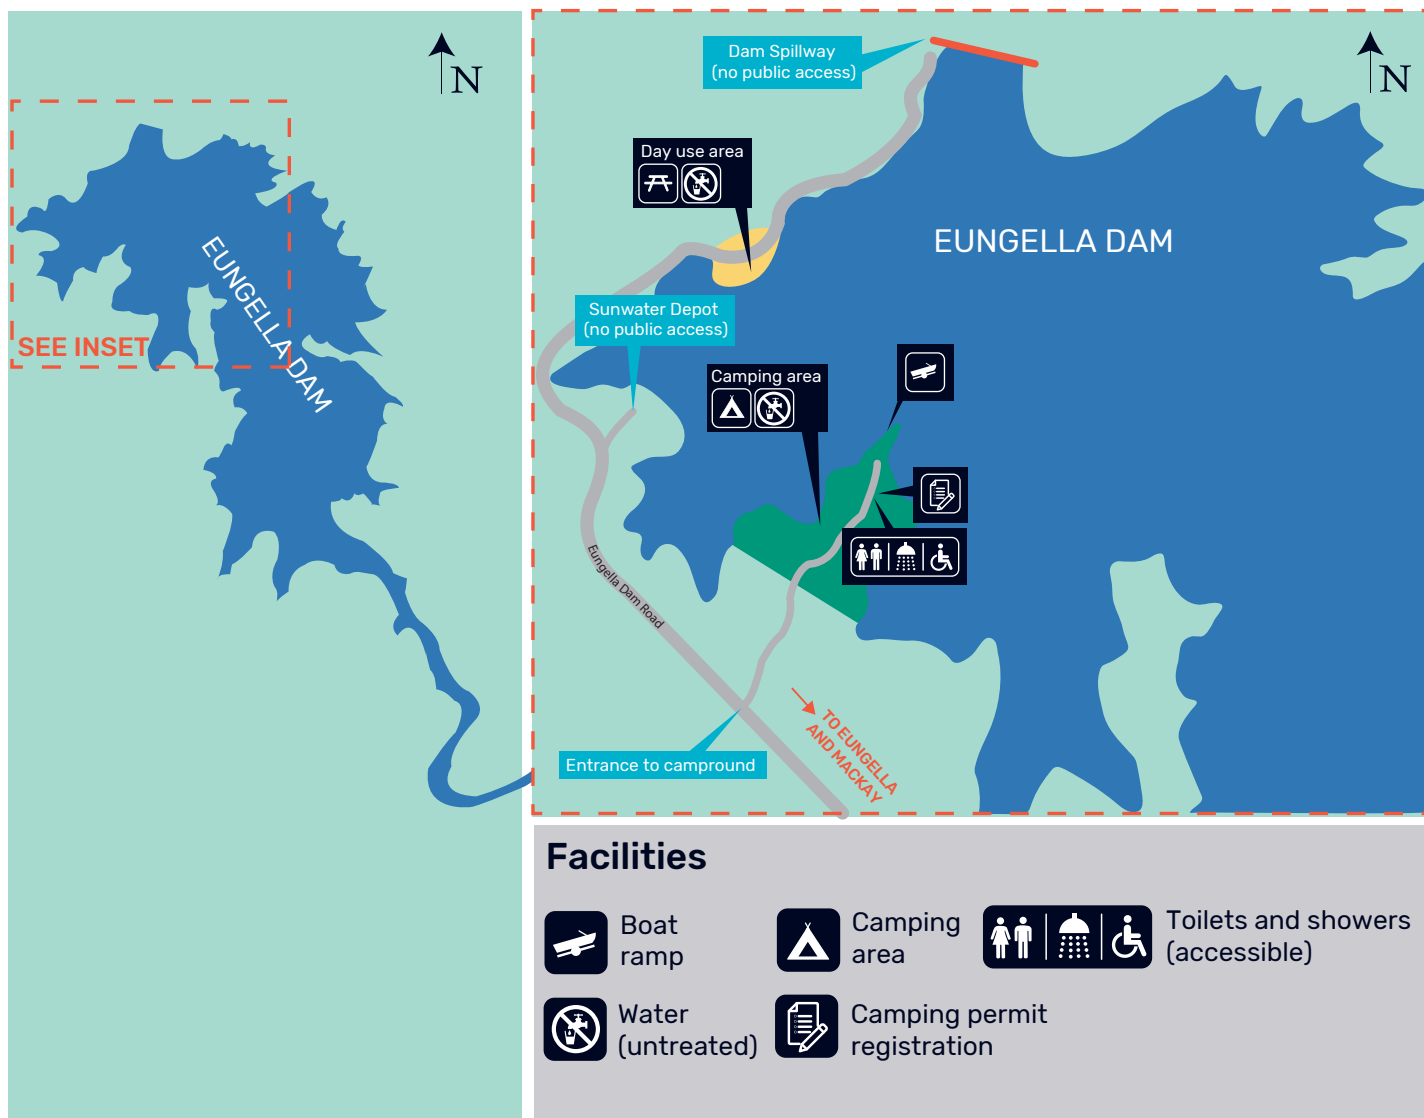 N
SEE INSET
EUNGELLA DAM
Dam Spillway
(no public access)
N
Day use area
EUNGELLA DAM
Sunwater Depot
(no public access)
Camping area
Eungella Dam Road
TO EUNGELLA
AND MACKAY
Entrance to campround
Facilities
Boat
ramp
Camping
area
Toilets and showers
(accessible)
Water
(untreated)
Camping permit
registration